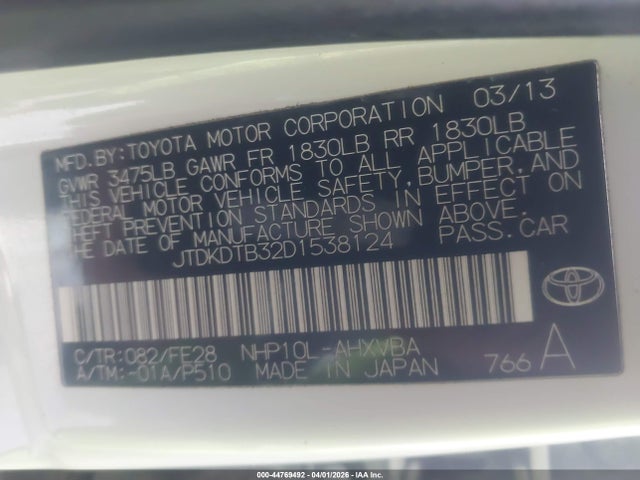 MFD. BY: TOYOTA MOTOR CORPORATION 03/13
GVWR 3475LB GAWR FR 1830LB RR 1830LB
THIS VEHICLE CONFORMS TO ALL APPLICABLE
FEDERAL MOTOR VEHICLE SAFETY, BUMPER, AND
THEFT PREVENTION STANDARDS IN EFFECT ON
THE DATE OF MANUFACTURE SHOWN ABOVE.
JTDKDTB32D1538124 PASS. CAR
C/TR: 082/FE28 NHP10L-AHXVBA
A/TM: -01A/P510 MADE IN JAPAN 766 A
000-44769492 04/01/2026 IAA